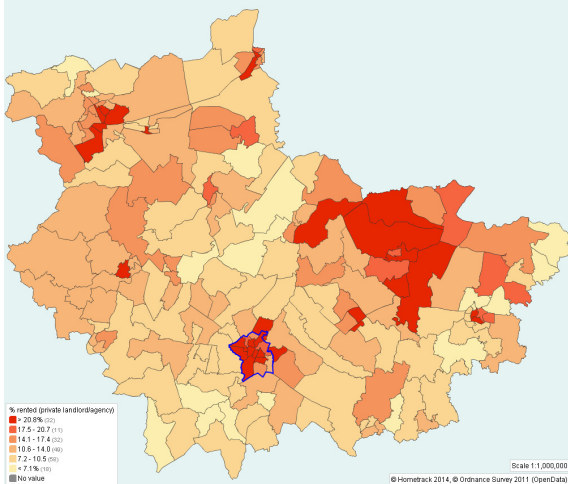 % rented (private landlord/agency)
> 20.8% (32)
17.5 - 20.7 (11)
14.1 - 17.4 (32)
10.6 - 14.0 (49)
7.2 - 10.5 (59)
< 7.1% (18)
No value
Scale 1:1,000,000
© Hometrack 2014, © Ordnance Survey 2011 (OpenData)